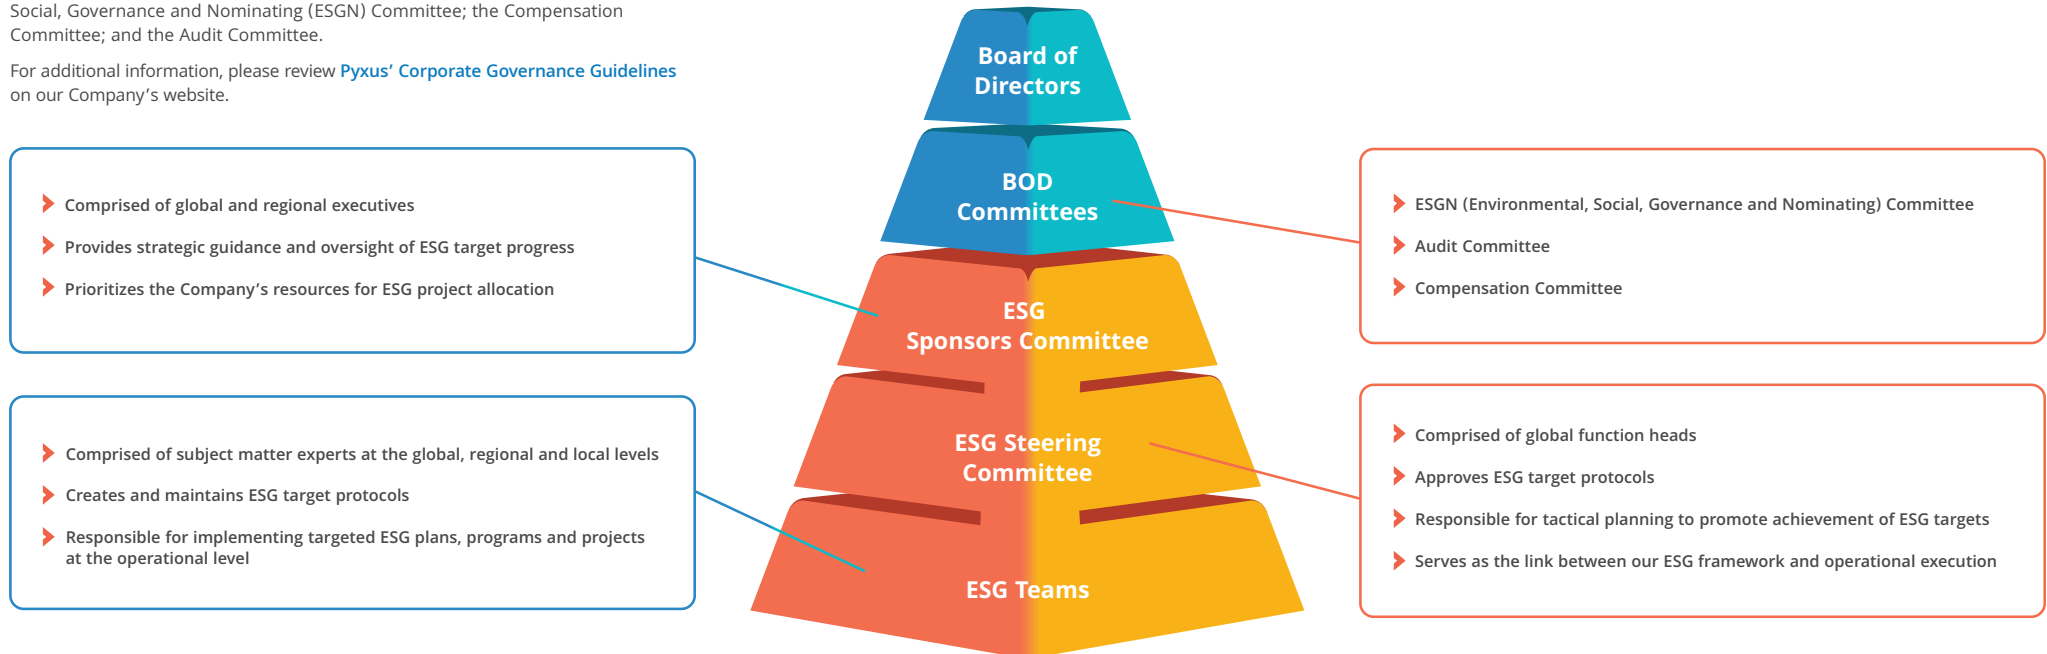 Social, Governance and Nominating (ESGN) Committee; the Compensation
Committee; and the Audit Committee.
For additional information, please review Pyxus’ Corporate Governance Guidelines
on our Company’s website.
Board of
Directors
BOD
Committees
ESG
Sponsors Committee
ESG Steering
Committee
ESG Teams
Comprised of global and regional executives
Provides strategic guidance and oversight of ESG target progress
Prioritizes the Company’s resources for ESG project allocation
Comprised of subject matter experts at the global, regional and local levels
Creates and maintains ESG target protocols
Responsible for implementing targeted ESG plans, programs and projects
at the operational level
ESGN (Environmental, Social, Governance and Nominating) Committee
Audit Committee
Compensation Committee
Comprised of global function heads
Approves ESG target protocols
Responsible for tactical planning to promote achievement of ESG targets
Serves as the link between our ESG framework and operational execution